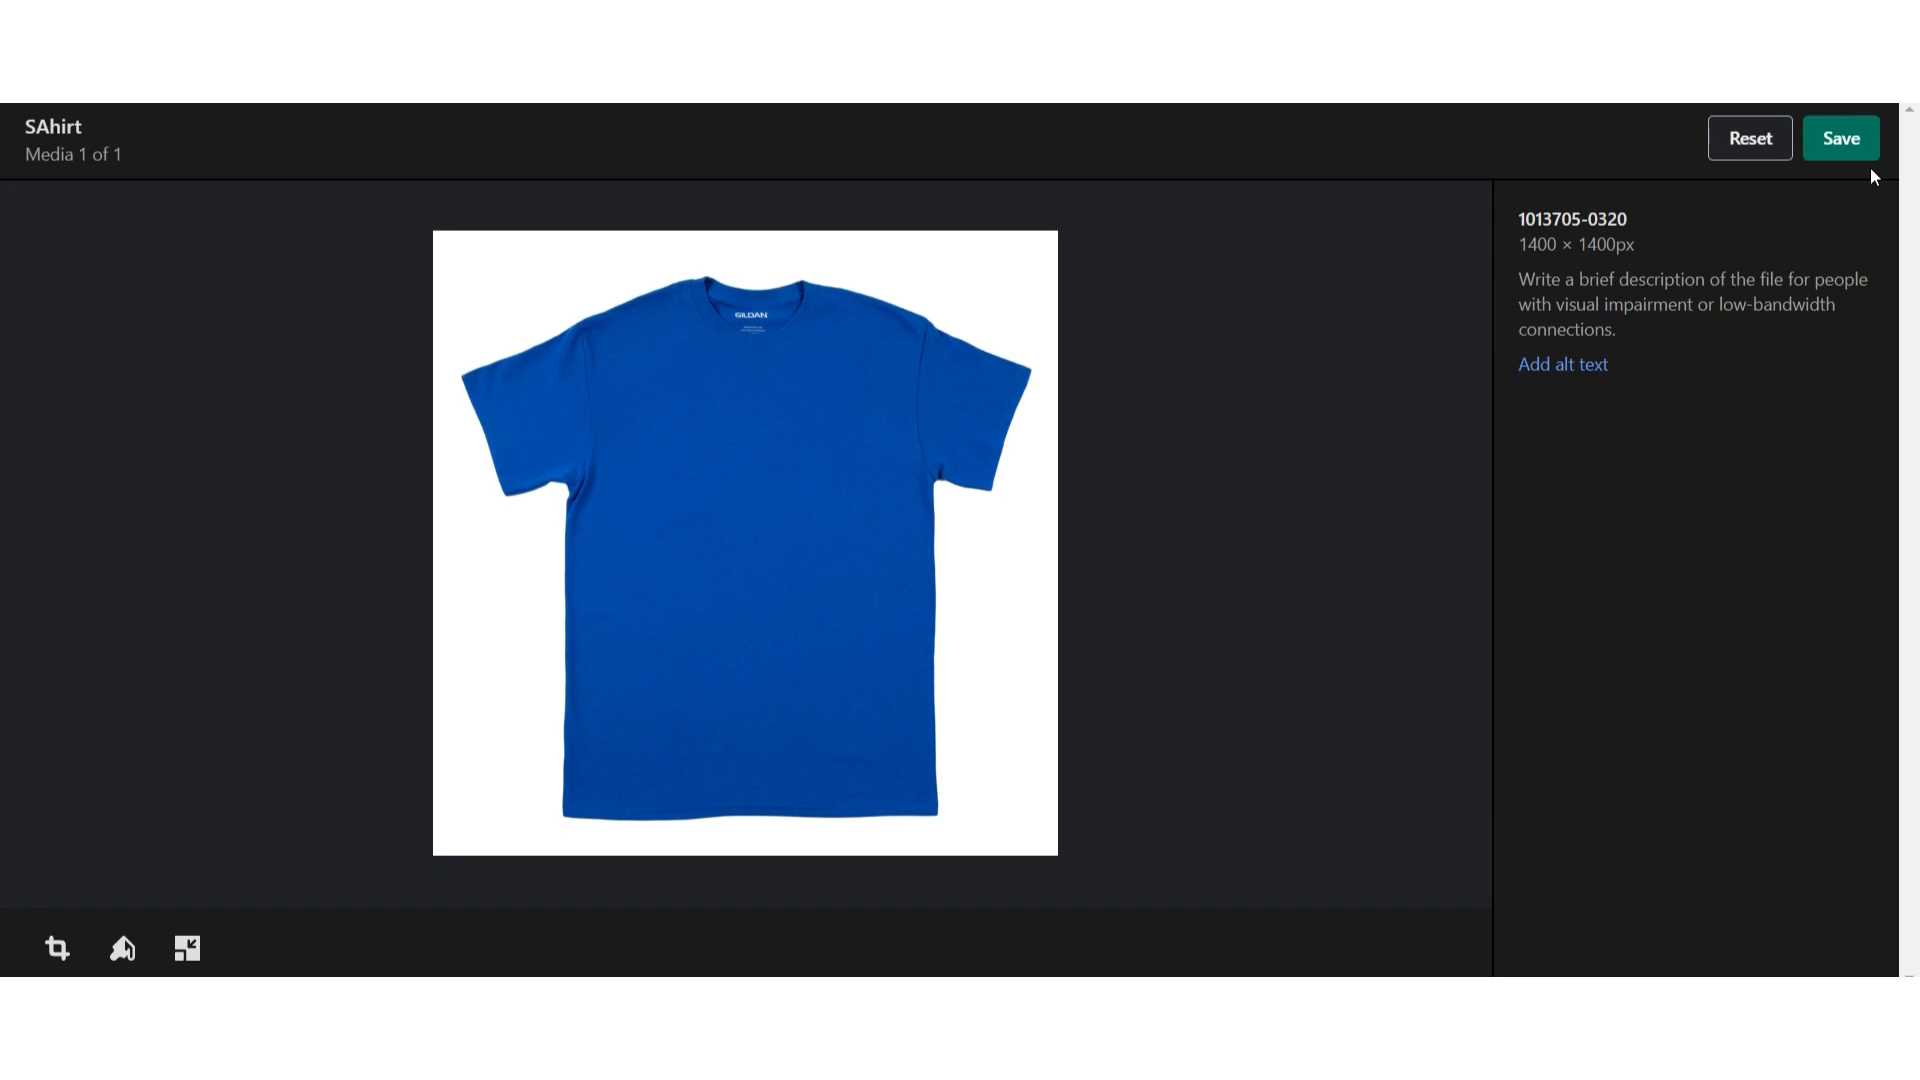 SAhirt
Media 1 of 1
Reset
Save
1013705-0320
1400 × 1400px
Write a brief description of the file for people
with visual impairment or low-bandwidth
connections.
Add alt text
GILDAN